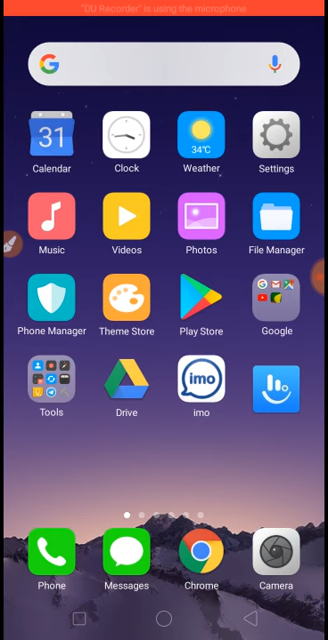 "DU Recorder" is using the microphone
31
34°C
Calendar
Clock
Weather
Settings
Music
Videos
Photos
File Manager
Phone Manager
Theme Store
Play Store
Google
imo
Tools
Drive
imo
Phone
Messages
Chrome
Camera